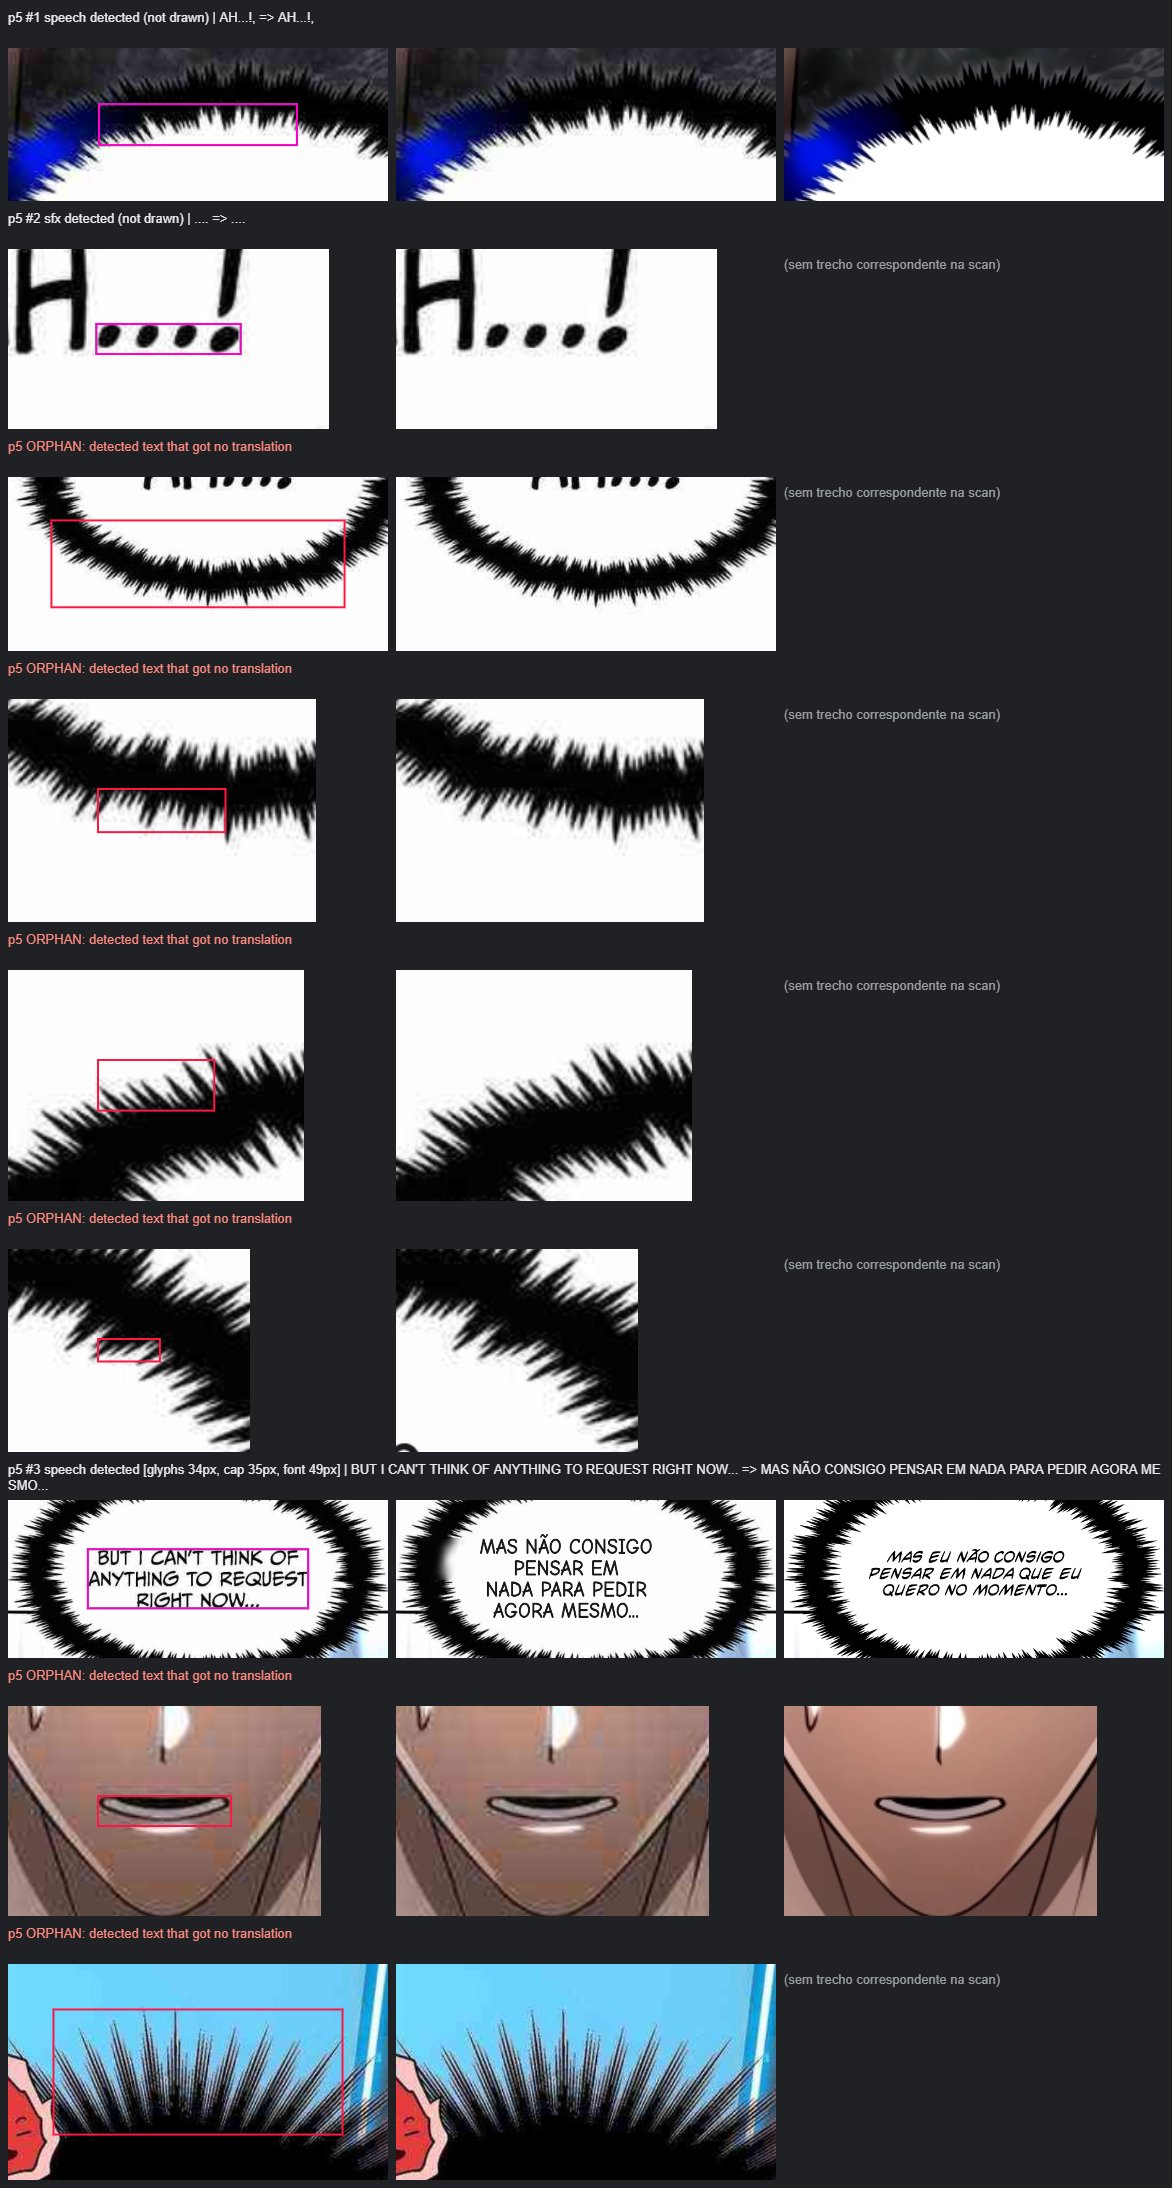 p5 #1 speech detected (not drawn) | AH...!, => AH...!,
p5 #2 sfx detected (not drawn) | .... => ....
H....!
H....!
(sem trecho correspondente na scan)
p5 ORPHAN: detected text that got no translation
(sem trecho correspondente na scan)
p5 ORPHAN: detected text that got no translation
(sem trecho correspondente na scan)
p5 ORPHAN: detected text that got no translation
(sem trecho correspondente na scan)
p5 ORPHAN: detected text that got no translation
(sem trecho correspondente na scan)
p5 #3 speech detected [glyphs 34px, cap 35px, font 49px] | BUT I CAN'T THINK OF ANYTHING TO REQUEST RIGHT NOW... => MAS NÃO CONSIGO PENSAR EM NADA PARA PEDIR AGORA ME
SMO...
BUT I CAN'T THINK OF
ANYTHING TO REQUEST
RIGHT NOW...
MAS NÃO CONSIGO
PENSAR EM
NADA PARA PEDIR
AGORA MESMO...
MAS EU NÃO CONSIGO
PENSAR EM NADA QUE EU
QUERO NO MOMENTO...
p5 ORPHAN: detected text that got no translation
p5 ORPHAN: detected text that got no translation
(sem trecho correspondente na scan)